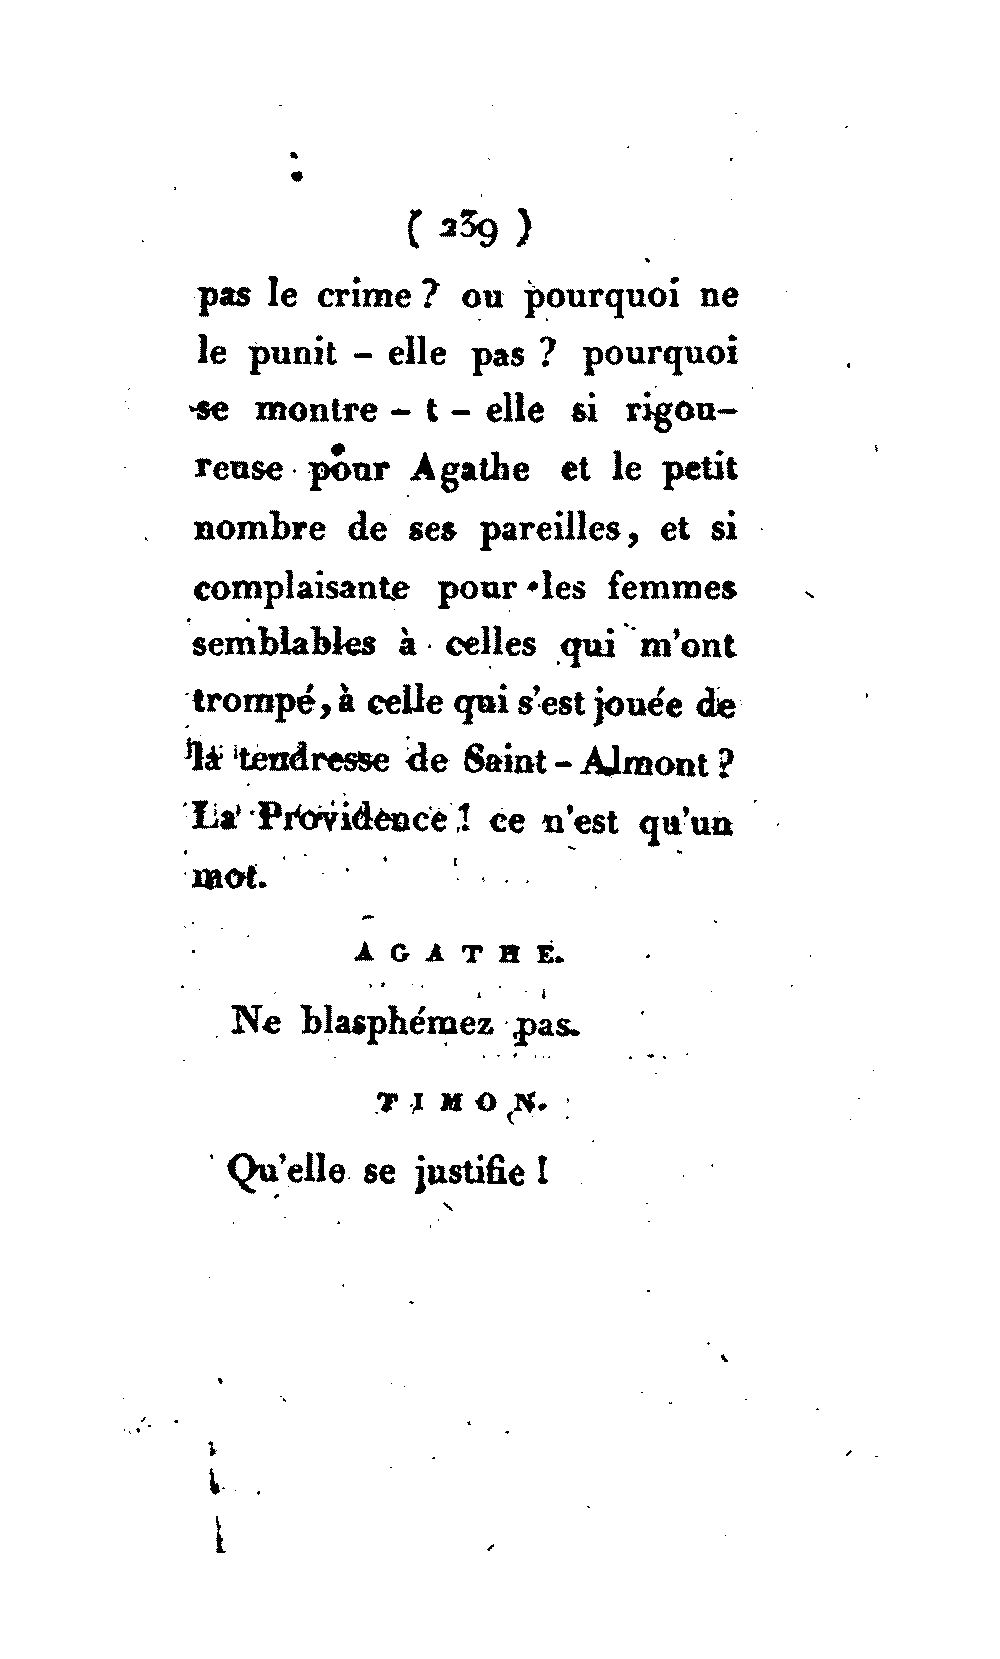 ( 239 )
pas le crime ? ou pourquoi ne
le punit - elle pas ? pourquoi
se montre - t - elle si rigou-
reuse pour Agathe et le petit
nombre de ses pareilles, et si
complaisante pour les femmes
semblables à celles qui m'ont
trompé, à celle qui s'est jouée de
la tendresse de Saint - Almont ?
La Providence ! ce n'est qu'un
mot.
AGATHE.
Ne blasphémez pas.
TIMON.
Qu'elle se justifie !